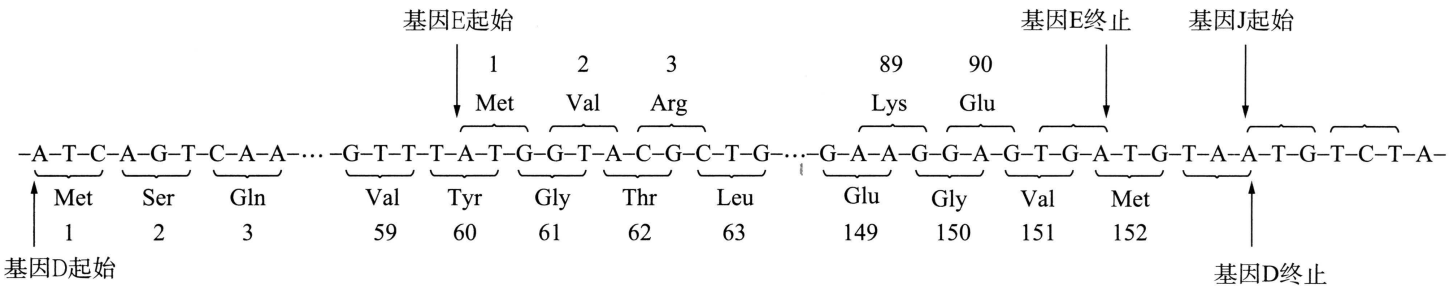 基因E起始 基因E终止 基因J起始
1 2 3 89 90
Met Val Arg Lys Glu
-A-T-C-A-G-T-C-A-A-…-G-T-T-T-A-T-G-G-T-A-C-G-C-T-G-…-G-A-A-G-G-A-G-T-G-A-T-G-T-A-A-T-G-T-C-T-A-
Met Ser Gln Val Tyr Gly Thr Leu Glu Gly Val Met
1 2 3 59 60 61 62 63 149 150 151 152
基因D起始 基因D终止